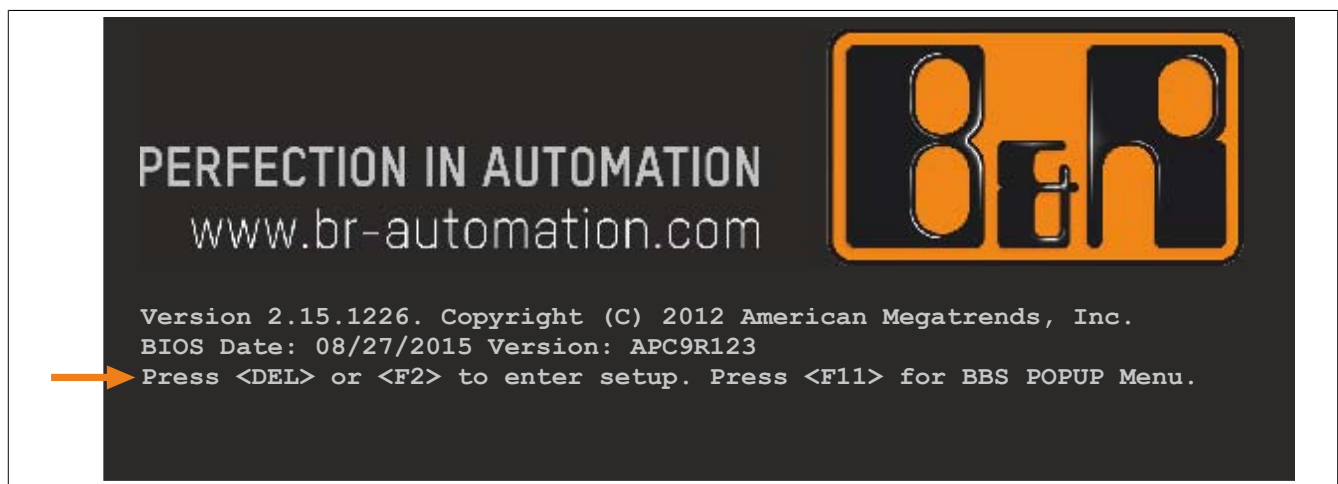 PERFECTION IN AUTOMATION
www.br-automation.com
B&R
Version 2.15.1226. Copyright (C) 2012 American Megatrends, Inc.
BIOS Date: 08/27/2015 Version: APC9R123
Press <DEL> or <F2> to enter setup. Press <F11> for BBS POPUP Menu.